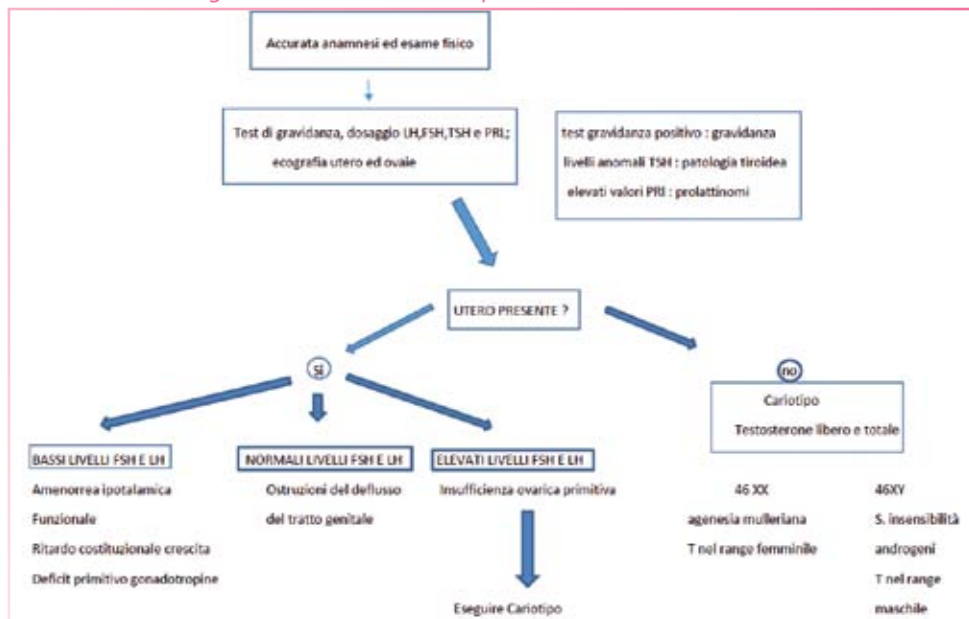 Accurata anamnesi ed esame fisico
Test di gravidanza, dosaggio LH,FSH,TSH e PRL;
ecografia utero ed ovaie
test gravidanza positivo : gravidanza
livelli anomali TSH : patologia tiroidea
elevati valori PRl : prolattinomi
UTERO PRESENTE ?
Si
no
Cariotipo
Testosterone libero e totale
BASSI LIVELLI FSH E LH
Amenorrea ipotalamica
Funzionale
Ritardo costituzionale crescita
Deficit primitivo gonadotropine
NORMALI LIVELLI FSH E LH
Ostruzioni del deflusso
del tratto genitale
ELEVATI LIVELLI FSH E LH
Insufficienza ovarica primitiva
Eseguire Cariotipo
46 XX
agenesia mulleriana
T nel range femminile
46XY
S. insensibilità
androgeni
T nel range
maschile